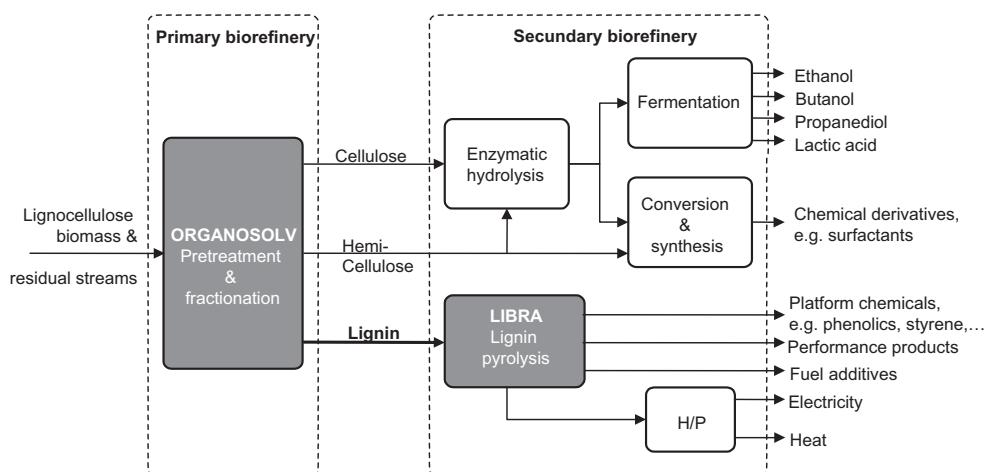 Primary biorefinery
Secundary biorefinery
Lignocellulose
biomass &
residual streams
ORGANOSOLV
Pretreatment
&
fractionation
Cellulose
Hemi-
Cellulose
Lignin
Enzymatic
hydrolysis
Fermentation
Conversion
&
synthesis
LIBRA
Lignin
pyrolysis
H/P
Ethanol
Butanol
Propanediol
Lactic acid
Chemical derivatives,
e.g. surfactants
Platform chemicals,
e.g. phenolics, styrene,...
Performance products
Fuel additives
Electricity
Heat